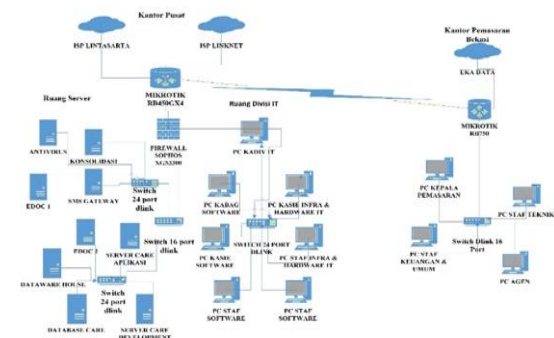 Kantor Pusat
ISP LINTASARTA
ISP LINKNET
Kantor Pemasaran
Bekasi
EKA DATA
MIKROTIK
RB450GX4
MIKROTIK
RB750
Ruang Server
Ruang Divisi IT
ANTIVIRUS
KONSOLIDASI
FIREWALL
SOPHOS
XGS3300
PC KADIV IT
EDOC 1
SMS GATEWAY
Switch
24 port
dlink
PC KABAG
SOFTWARE
PC KASIE INFRA &
HARDWARE IT
PC KEPALA
PEMASARAN
PC STAF TEKNIK
EDOC 2
SERVER CARE
APLIKASI
Switch 16 port
dlink
PC KASIE
SOFTWARE
SWITCH 24 PORT
DLINK
PC STAF INFRA &
HARDWARE IT
PC STAF
KEUANGAN &
UMUM
Switch Dlink 16
Port
PC AGEN
DATAWARE HOUSE
Switch
24 port
dlink
DATABASE CARE
SERVER CARE
DEVELOPMENT
PC STAF
SOFTWARE
PC STAF
SOFTWARE